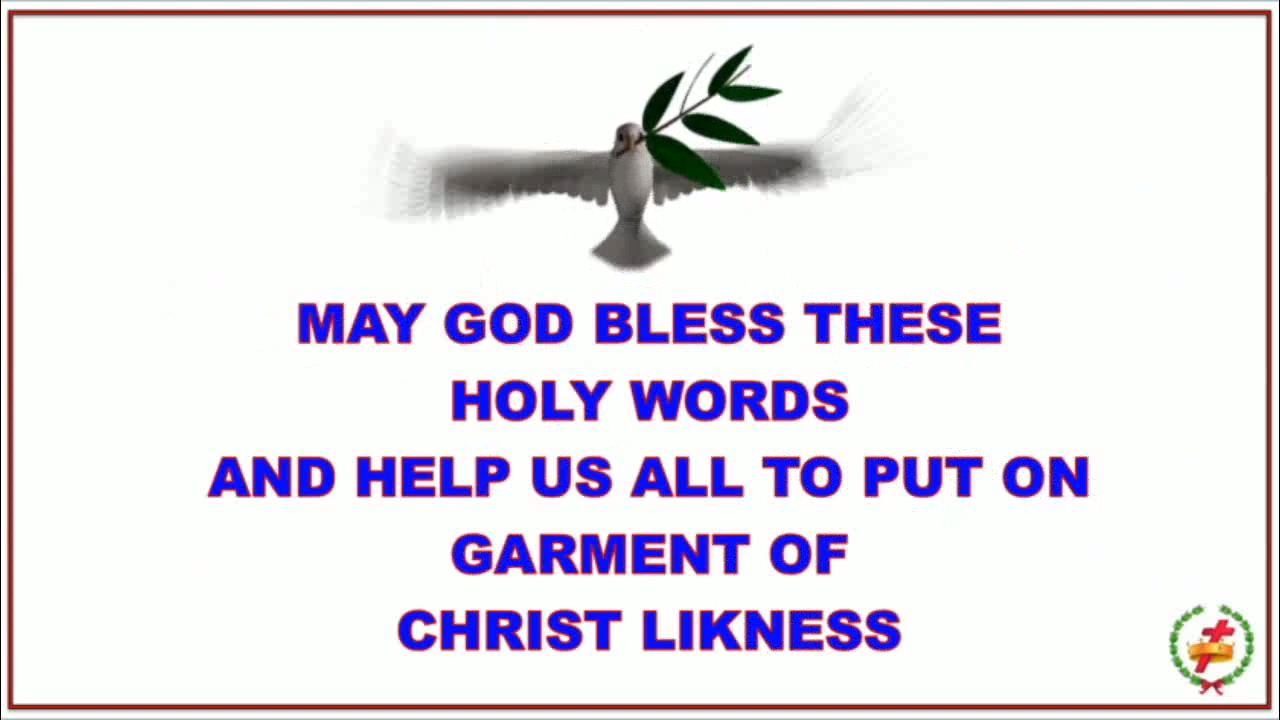 MAY GOD BLESS THESE
HOLY WORDS
AND HELP US ALL TO PUT ON
GARMENT OF
CHRIST LIKNESS